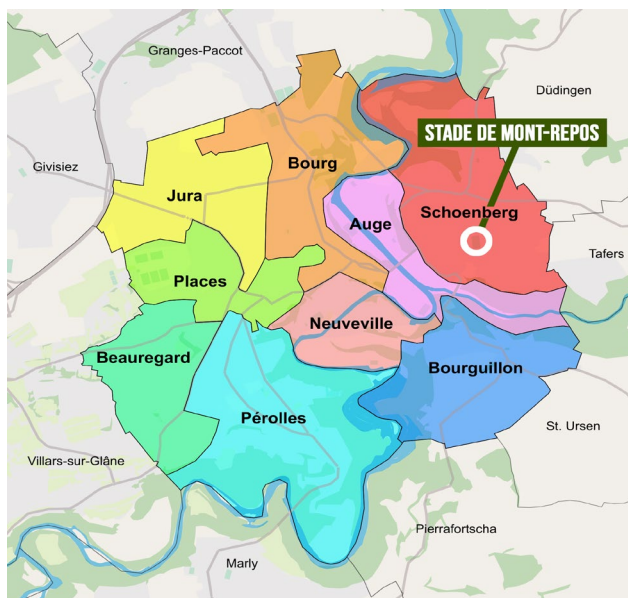 Granges-Paccot
Düdingen
STADE DE MONT-REPOS
Bourg
Givisiez
Jura
Schoenberg
Auge
Tafers
Places
Neuveville
Beauregard
Bourguillon
Pérolles
St. Ursen
Villars-sur-Glâne
Pierrafortscha
Marly